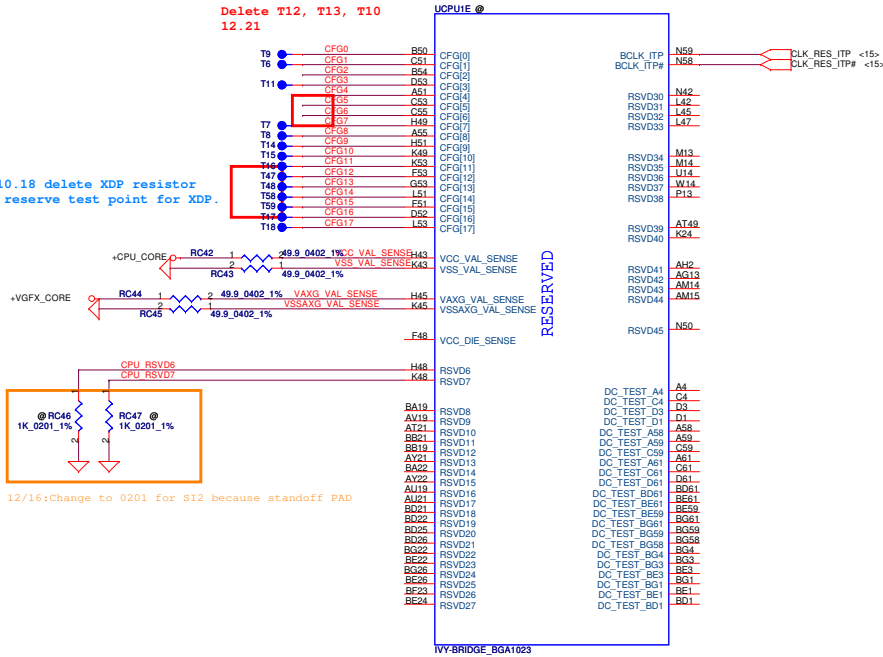 Delete T12, T13, T10
12.21
UCPU1E @
T9 CFG0 B50 CFG[0]
T6 CFG1 C51 CFG[1]
CFG2 B54 CFG[2]
T11 CFG3 D53 CFG[3]
CFG4 A51 CFG[4]
CFG5 C53 CFG[5]
CFG6 C55 CFG[6]
T7 CFG7 H49 CFG[7]
T8 CFG8 A55 CFG[8]
T14 CFG9 H51 CFG[9]
T15 CFG10 K49 CFG[10]
T16 CFG11 K53 CFG[11]
T47 CFG12 F53 CFG[12]
T48 CFG13 G53 CFG[13]
T58 CFG14 L51 CFG[14]
T59 CFG15 F51 CFG[15]
T17 CFG16 D52 CFG[16]
T18 CFG17 L53 CFG[17]
10.18 delete XDP resistor
reserve test point for XDP.
+CPU_CORE RC42 1 2 49.9_0402_1% VCC_VAL_SENSE H43 VCC_VAL_SENSE
RC43 2 1 49.9_0402_1% VSS_VAL_SENSE K43 VSS_VAL_SENSE
+VGFX_CORE RC44 1 2 49.9_0402_1% VAXG_VAL_SENSE H45 VAXG_VAL_SENSE
RC45 2 1 49.9_0402_1% VSSAXG_VAL_SENSE K45 VSSAXG_VAL_SENSE
F48 VCC_DIE_SENSE
CPU_RSVD6 H48 RSVD6
CPU_RSVD7 K48 RSVD7
1 1
@ RC46 RC47 @
1K_0201_1% 1K_0201_1%
2 2
12/16:Change to 0201 for SI2 because standoff PAD
BA19 RSVD8
AV19 RSVD9
AT21 RSVD10
BB21 RSVD11
BB19 RSVD12
AY21 RSVD13
BA22 RSVD14
AY22 RSVD15
AU19 RSVD16
AU21 RSVD17
BD21 RSVD18
BD22 RSVD19
BD25 RSVD20
BD26 RSVD21
BG22 RSVD22
BE22 RSVD23
BG26 RSVD24
BE26 RSVD25
BF23 RSVD26
BE24 RSVD27
RESERVED
BCLK_ITP N59 CLK_RES_ITP <15>
BCLK_ITP# N58 CLK_RES_ITP# <15>
RSVD30 N42
RSVD31 L42
RSVD32 L45
RSVD33 L47
RSVD34 M13
RSVD35 M14
RSVD36 U14
RSVD37 W14
RSVD38 P13
RSVD39 AT49
RSVD40 K24
RSVD41 AH2
RSVD42 AG13
RSVD43 AM14
RSVD44 AM15
RSVD45 N50
DC_TEST_A4 A4
DC_TEST_C4 C4
DC_TEST_D3 D3
DC_TEST_D1 D1
DC_TEST_A58 A58
DC_TEST_A59 A59
DC_TEST_C59 C59
DC_TEST_A61 A61
DC_TEST_C61 C61
DC_TEST_D61 D61
DC_TEST_BD61 BD61
DC_TEST_BE61 BE61
DC_TEST_BE59 BE59
DC_TEST_BG61 BG61
DC_TEST_BG59 BG59
DC_TEST_BG58 BG58
DC_TEST_BG4 BG4
DC_TEST_BG3 BG3
DC_TEST_BE3 BE3
DC_TEST_BG1 BG1
DC_TEST_BE1 BE1
DC_TEST_BD1 BD1
IVY-BRIDGE_BGA1023